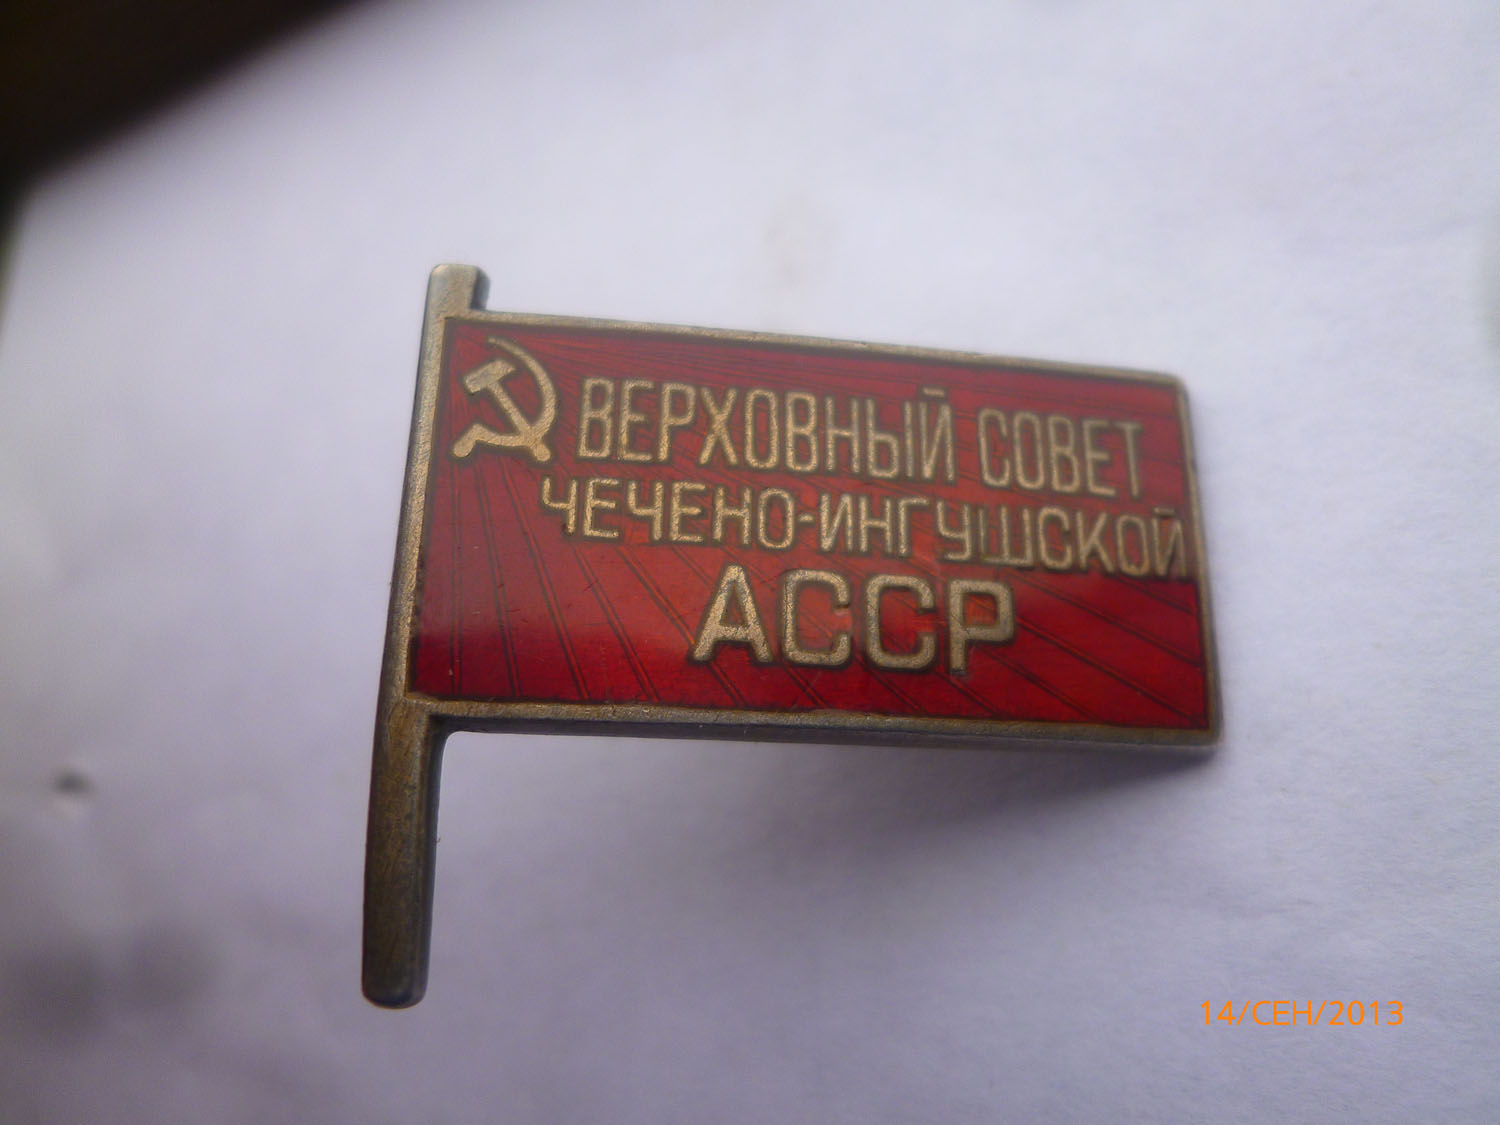 ВЕРХОВНЫЙ СОВЕТ
ЧЕЧЕНО-ИНГУШСКОЙ
АССР
14/СЕН/2013